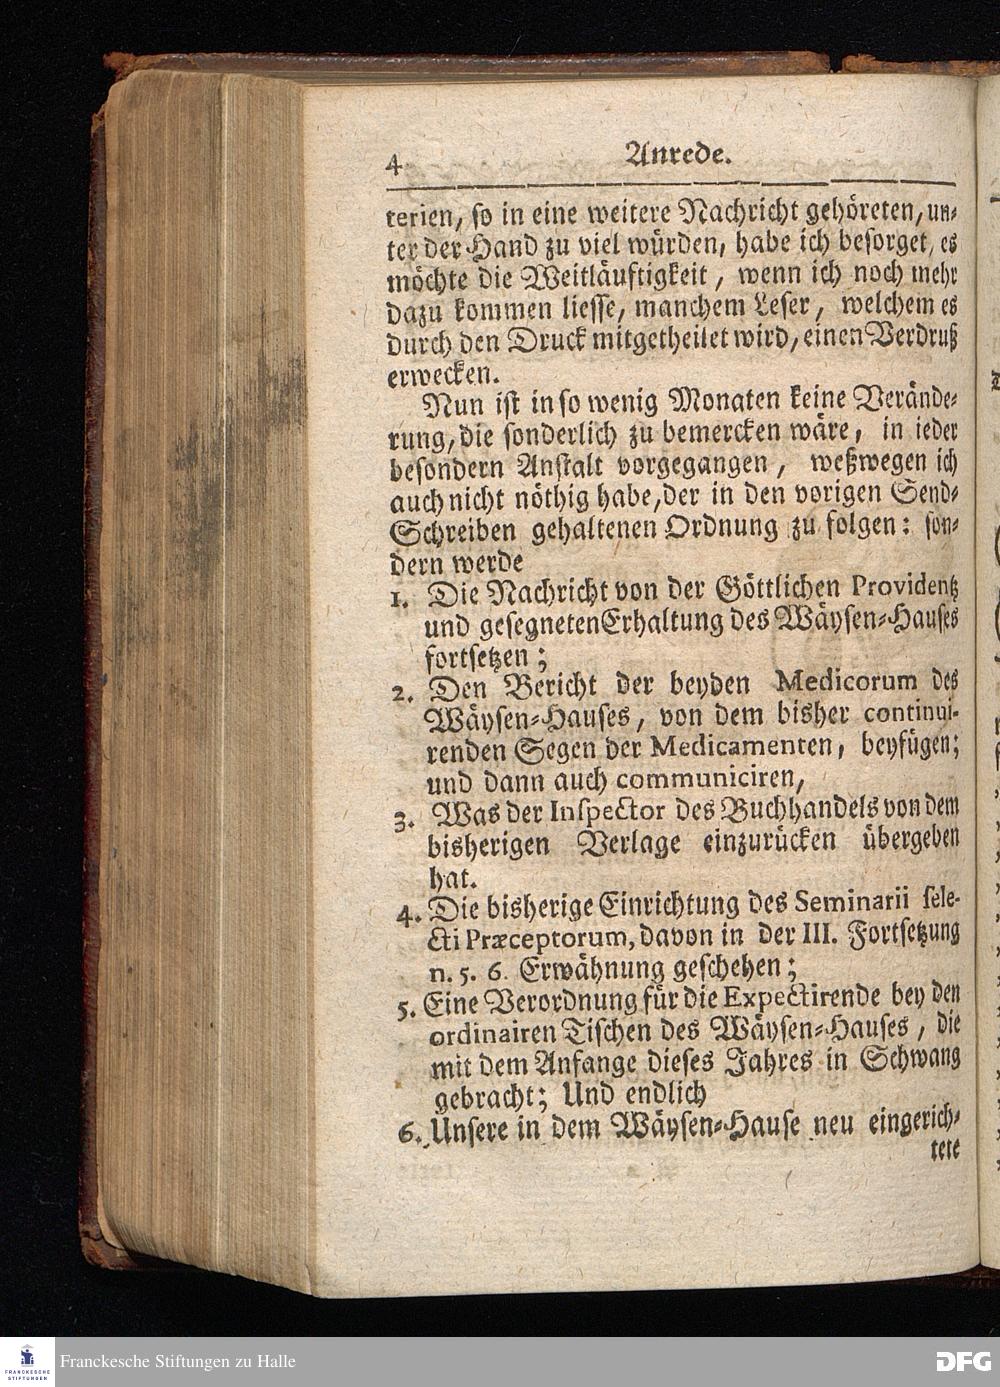 4 Anrede.
terien, so in eine weitere Nachricht gehöreten, un-
ter der Hand zu viel würden, habe ich besorget, es
möchte die Weitläuftigkeit, wenn ich noch mehr
dazu kommen liesse, manchem Leser, welchem es
durch den Druck mitgetheilet wird, einen Verdruß
erwecken.
Nun ist in so wenig Monaten keine Verände-
rung, die sonderlich zu bemercken wäre, in ieder
besondern Anstalt vorgegangen, weßwegen ich
auch nicht nöthig habe, der in den vorigen Send-
Schreiben gehaltenen Ordnung zu folgen: son-
dern werde
1. Die Nachricht von der Göttlichen Providentz
und gesegneten Erhaltung des Wäysen-Hauses
fortsetzen;
2. Den Bericht der beyden Medicorum des
Wäysen-Hauses, von dem bisher continui-
renden Segen der Medicamenten, beyfügen;
und dann auch communiciren,
3. Was der Inspector des Buchhandels von dem
bisherigen Verlage einzurücken übergeben
hat.
4. Die bisherige Einrichtung des Seminarii sele-
cti Præceptorum, davon in der III. Fortsetzung
n. 5. 6. Erwähnung geschehen;
5. Eine Verordnung für die Expectirende bey den
ordinairen Tischen des Wäysen-Hauses, die
mit dem Anfange dieses Jahres in Schwang
gebracht; Und endlich
6. Unsere in dem Wäysen-Hause neu eingerich-
tete
FRANCKESCHE STIFTUNGEN
Franckesche Stiftungen zu Halle
DFG